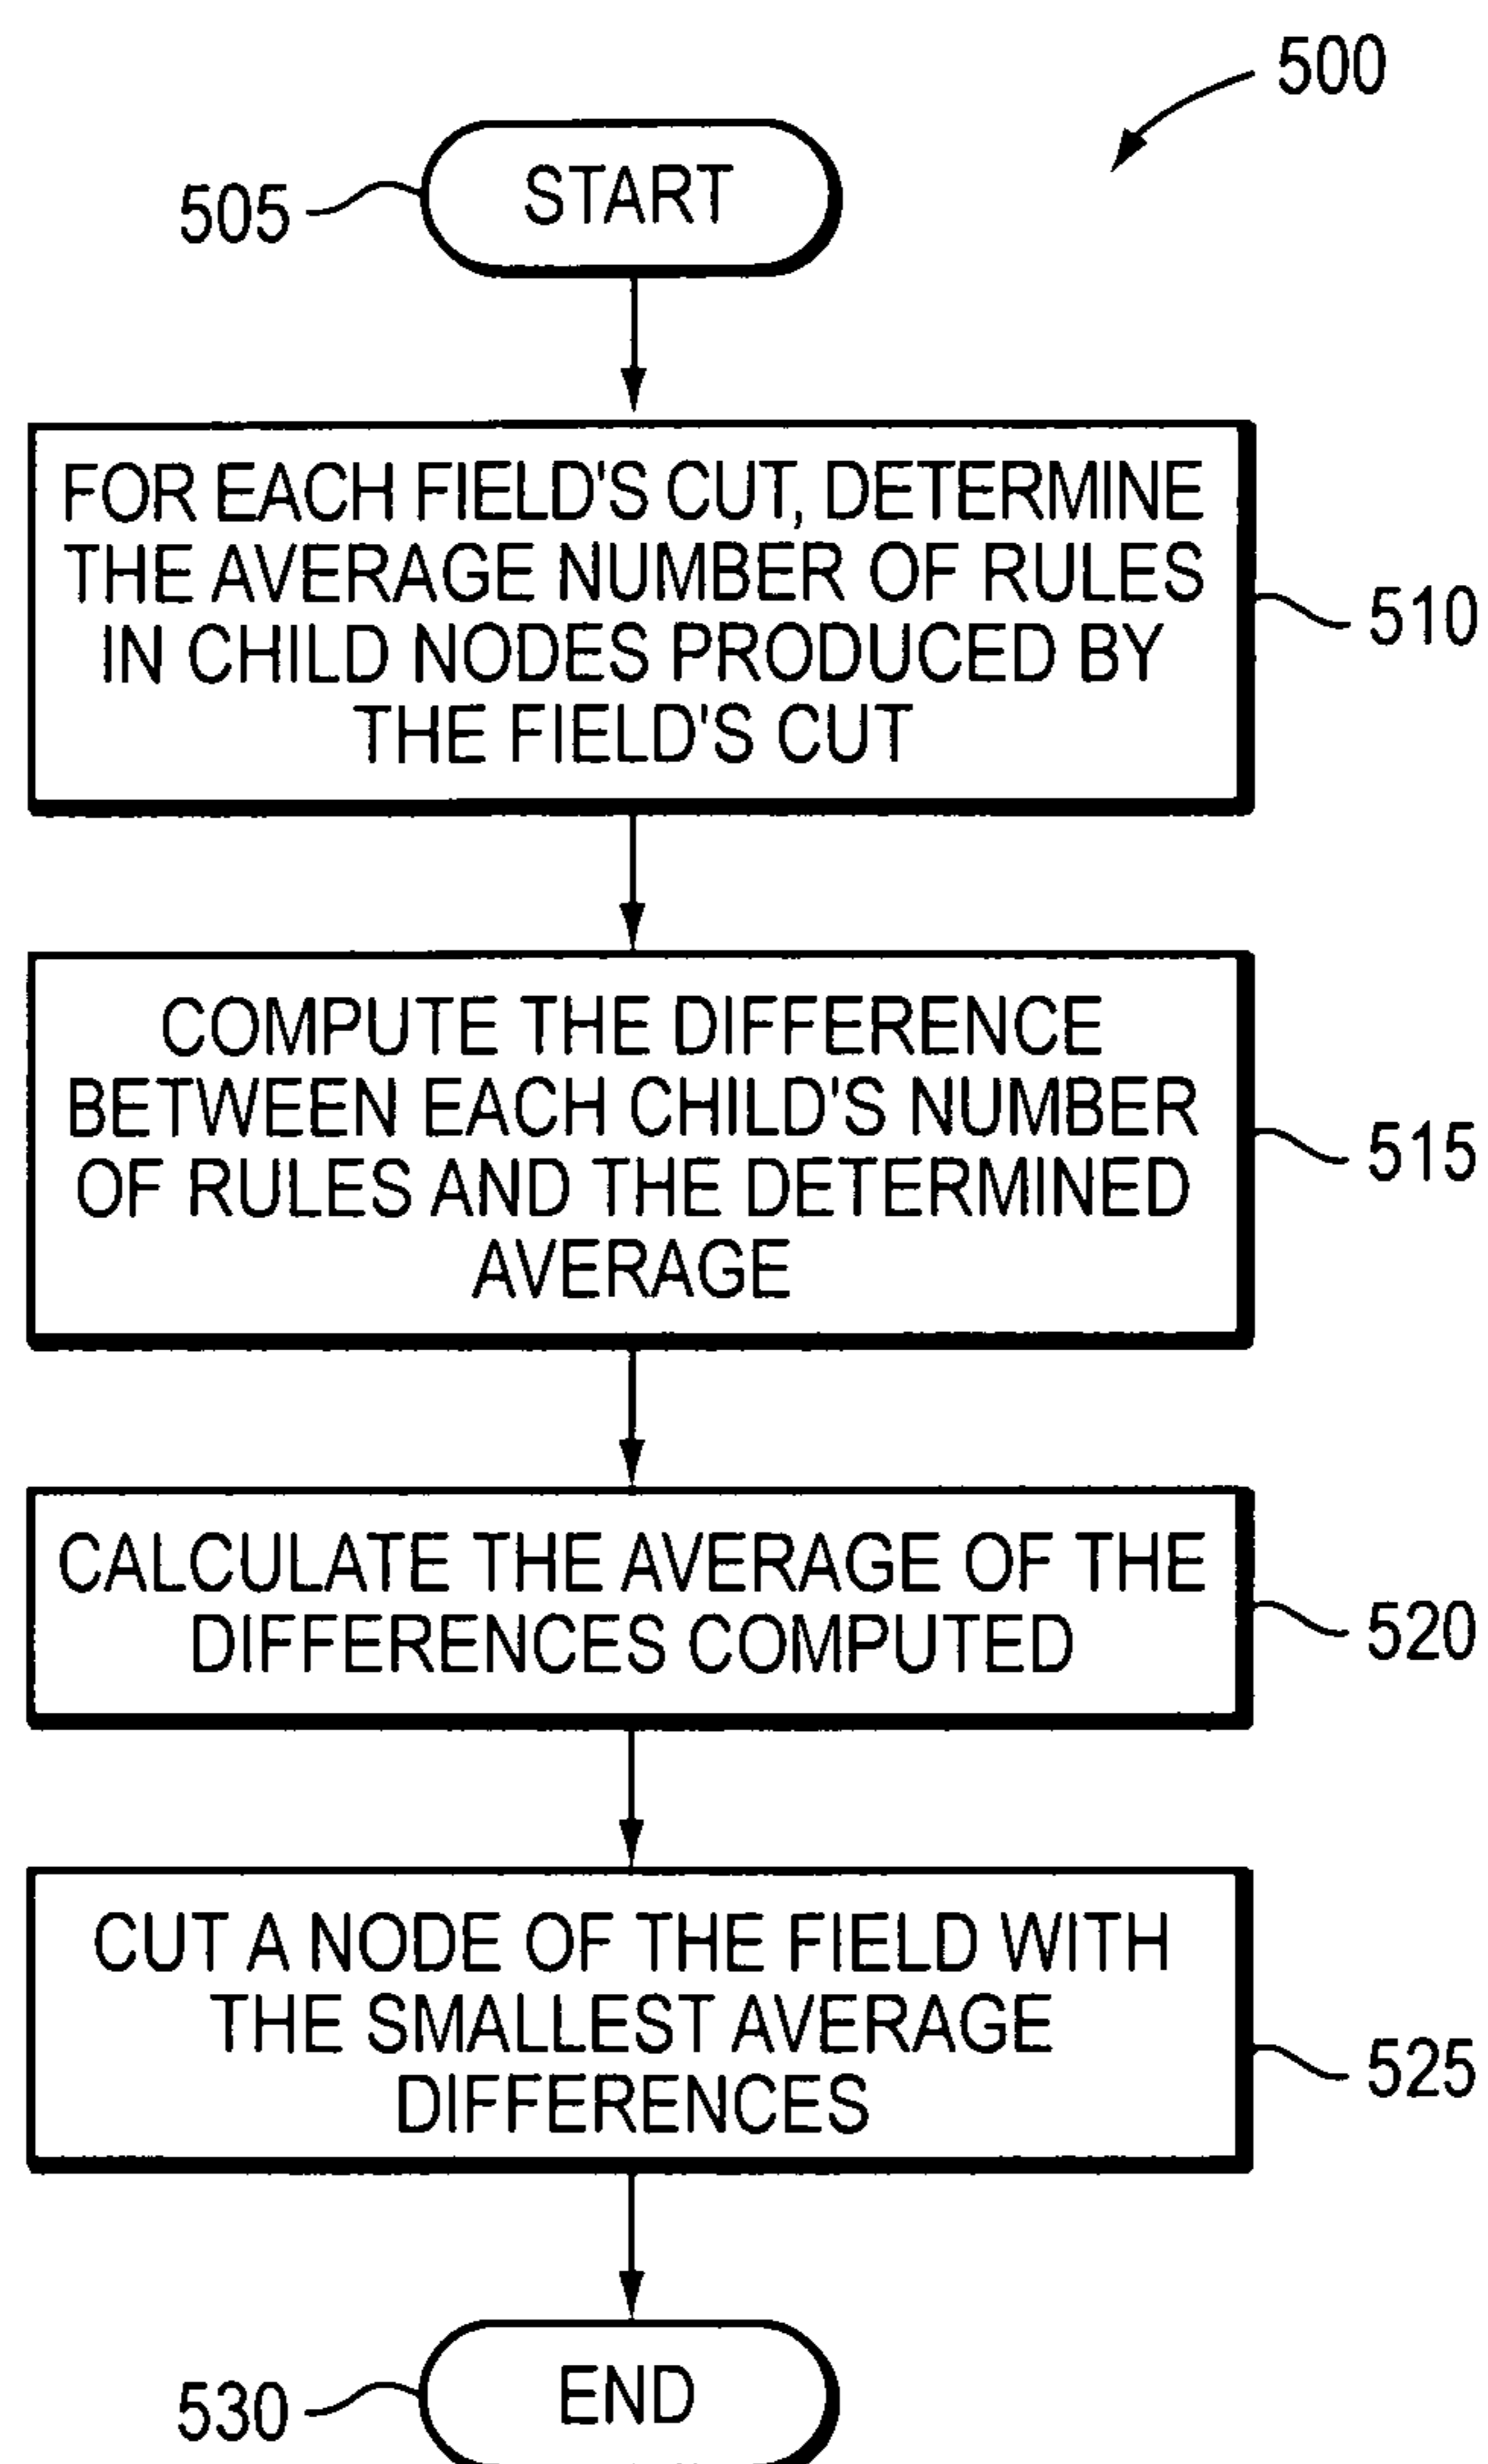 500
505
START
FOR EACH FIELD'S CUT, DETERMINE
THE AVERAGE NUMBER OF RULES
IN CHILD NODES PRODUCED BY
THE FIELD'S CUT
510
COMPUTE THE DIFFERENCE
BETWEEN EACH CHILD'S NUMBER
OF RULES AND THE DETERMINED
AVERAGE
515
CALCULATE THE AVERAGE OF THE
DIFFERENCES COMPUTED
520
CUT A NODE OF THE FIELD WITH
THE SMALLEST AVERAGE
DIFFERENCES
525
530
END